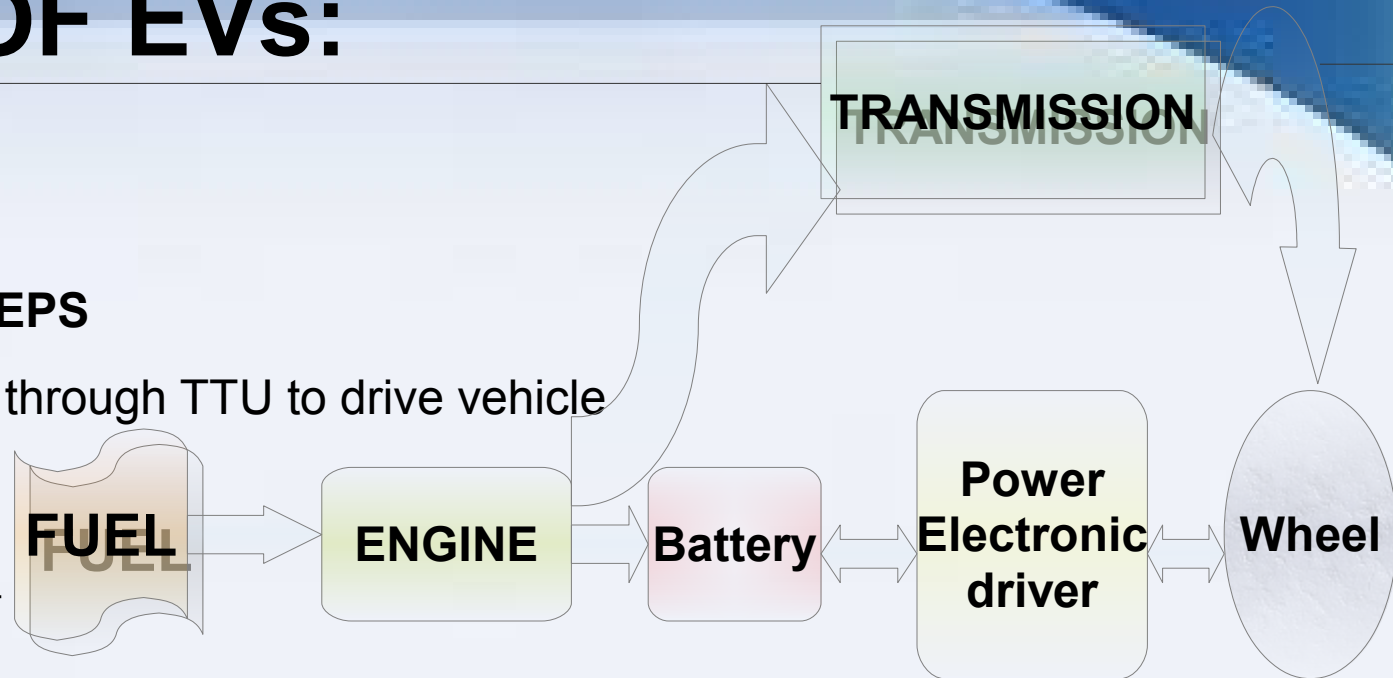 OF EVs:
TRANSMISSION
EPS
through TTU to drive vehicle
FUEL
ENGINE
Battery
Power
Electronic
driver
Wheel